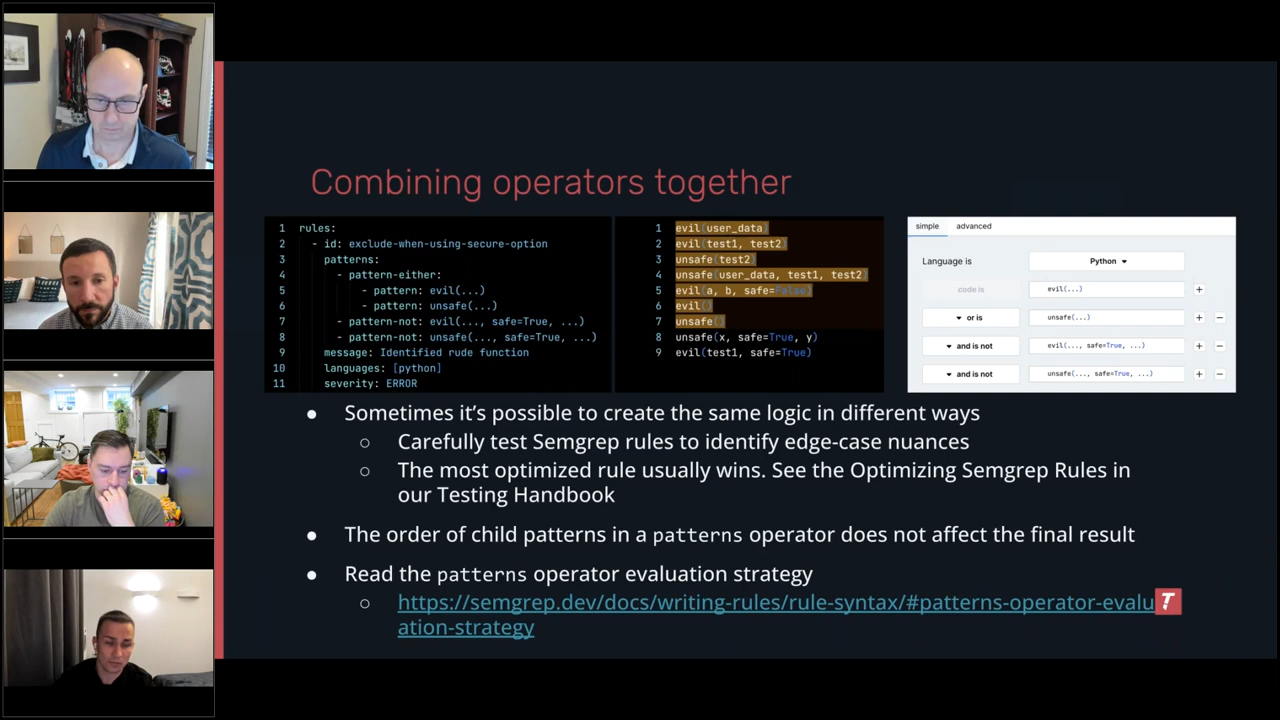 Combining operators together
1 rules:
2 - id: exclude-when-using-secure-option
3 patterns:
4 - pattern-either:
5 - pattern: evil(...)
6 - pattern: unsafe(...)
7 - pattern-not: evil(..., safe=True, ...)
8 - pattern-not: unsafe(..., safe=True, ...)
9 message: Identified rude function
10 languages: [python]
11 severity: ERROR
1 evil(user_data)
2 evil(test1, test2)
3 unsafe(test2)
4 unsafe(user_data, test1, test2)
5 evil(a, b, safe=False)
6 evil()
7 unsafe()
8 unsafe(x, safe=True, y)
9 evil(test1, safe=True)
simple advanced
Language is Python
code is evil(...) +
or is unsafe(...) + −
and is not evil(..., safe=True, ...) + −
and is not unsafe(..., safe=True, ...) + −
● Sometimes it’s possible to create the same logic in different ways
○ Carefully test Semgrep rules to identify edge-case nuances
○ The most optimized rule usually wins. See the Optimizing Semgrep Rules in
our Testing Handbook
● The order of child patterns in a patterns operator does not affect the final result
● Read the patterns operator evaluation strategy
○ https://semgrep.dev/docs/writing-rules/rule-syntax/#patterns-operator-evalu
ation-strategy
T